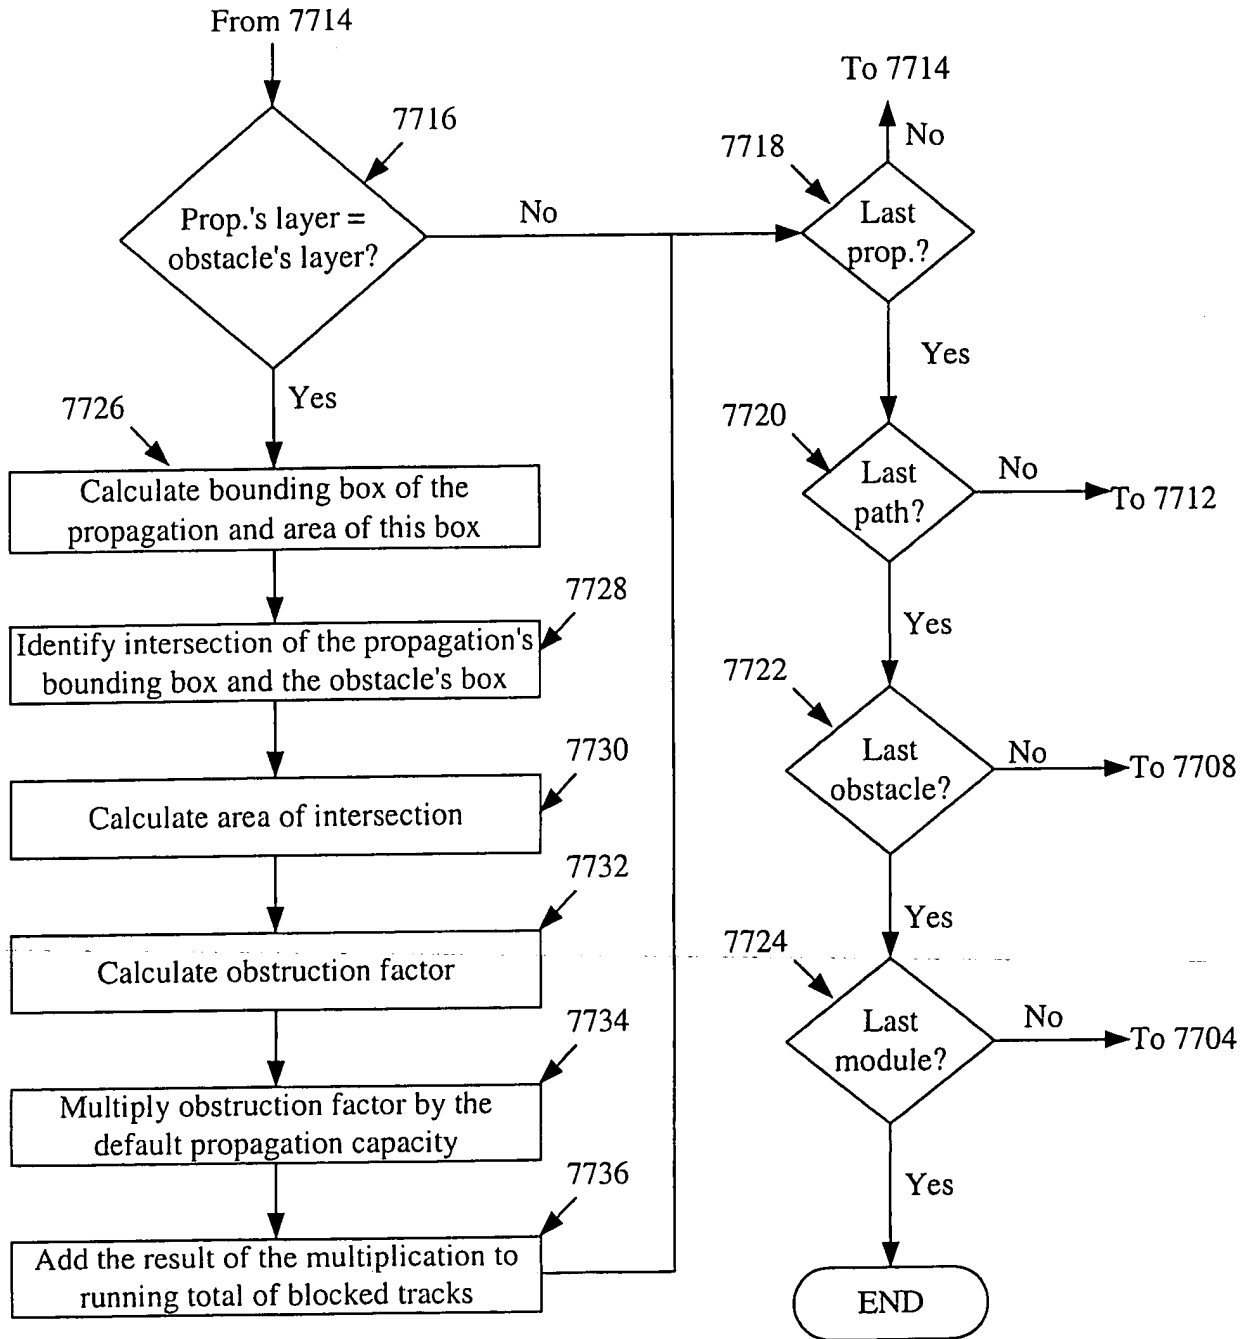 From 7714
7716
Prop.'s layer =
obstacle's layer?
No
Yes
7726
Calculate bounding box of the
propagation and area of this box
7728
Identify intersection of the propagation's
bounding box and the obstacle's box
7730
Calculate area of intersection
7732
Calculate obstruction factor
7734
Multiply obstruction factor by the
default propagation capacity
7736
Add the result of the multiplication to
running total of blocked tracks
To 7714
No
7718
Last
prop.?
Yes
7720
Last
path?
No
To 7712
Yes
7722
Last
obstacle?
No
To 7708
Yes
7724
Last
module?
No
To 7704
Yes
END